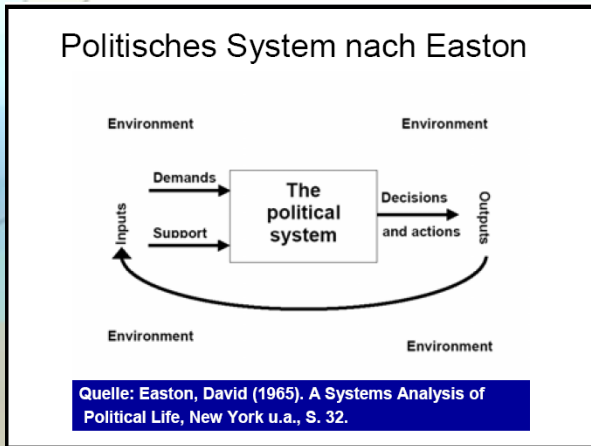 Politisches System nach Easton
Environment
Environment
Demands
Support
Inputs
The
political
system
Decisions
and actions
Outputs
Environment
Environment
Quelle: Easton, David (1965). A Systems Analysis of
Political Life, New York u.a., S. 32.